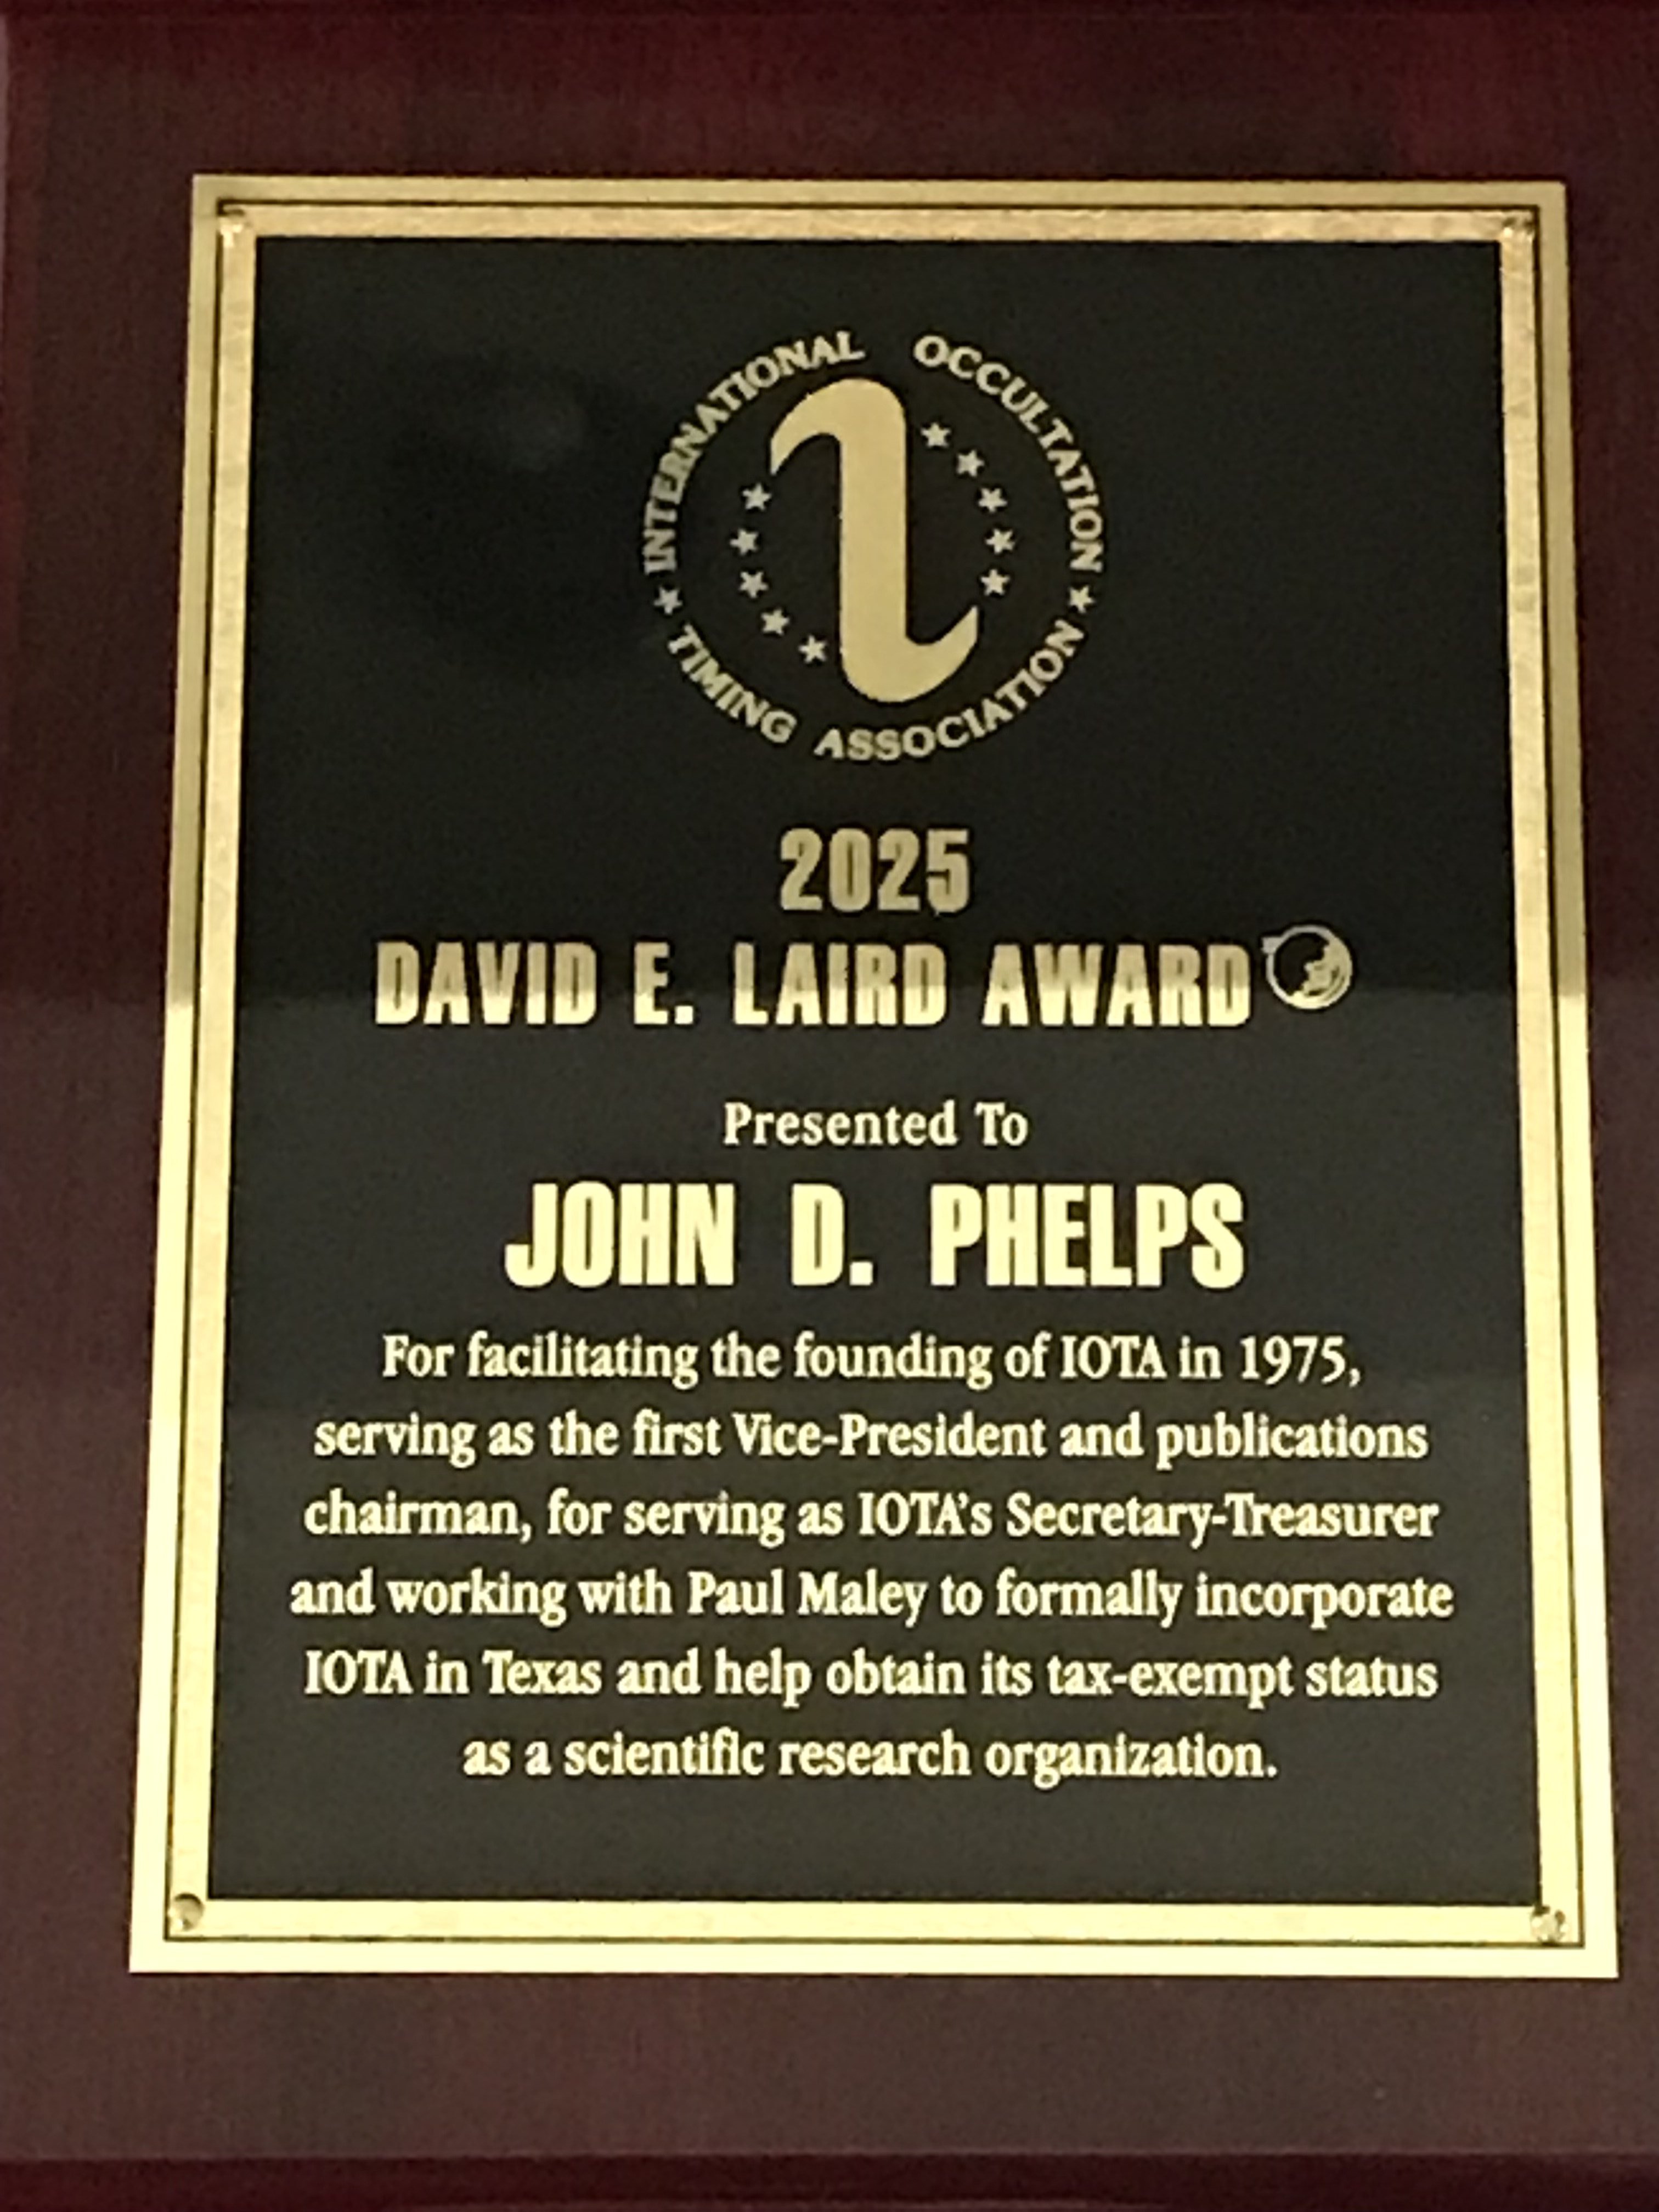 INTERNATIONAL OCCULTATION
TIMING ASSOCIATION
2025
DAVID E. LAIRD AWARD
Presented To
JOHN D. PHELPS
For facilitating the founding of IOTA in 1975,
serving as the first Vice-President and publications
chairman, for serving as IOTA's Secretary-Treasurer
and working with Paul Maley to formally incorporate
IOTA in Texas and help obtain its tax-exempt status
as a scientific research organization.